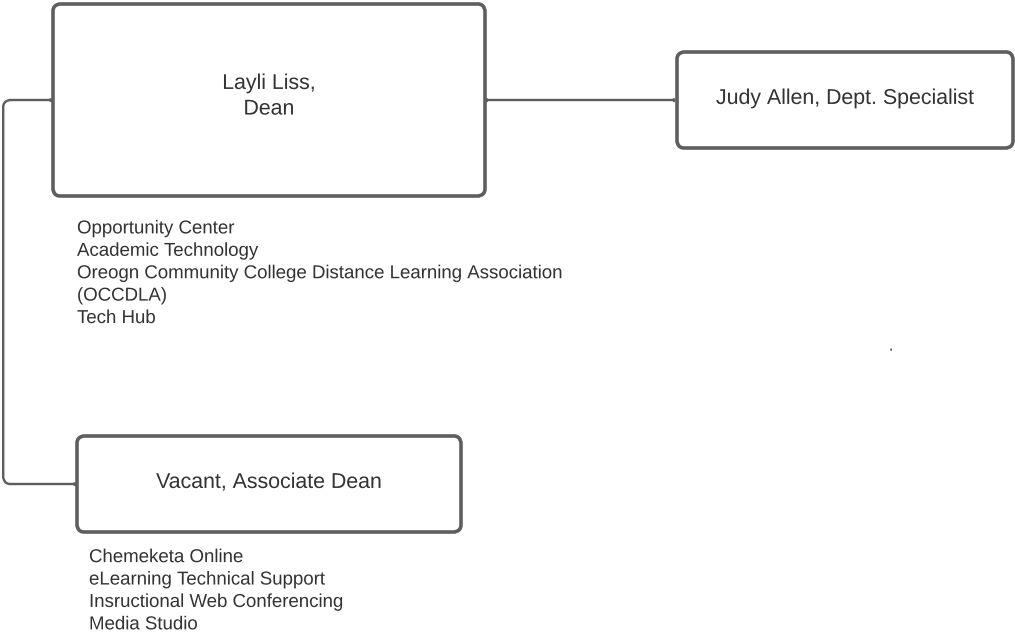 Layli Liss,
Dean
Judy Allen, Dept. Specialist
Opportunity Center
Academic Technology
Oreogn Community College Distance Learning Association
(OCCDLA)
Tech Hub
.
Vacant, Associate Dean
Chemeketa Online
eLearning Technical Support
Insructional Web Conferencing
Media Studio